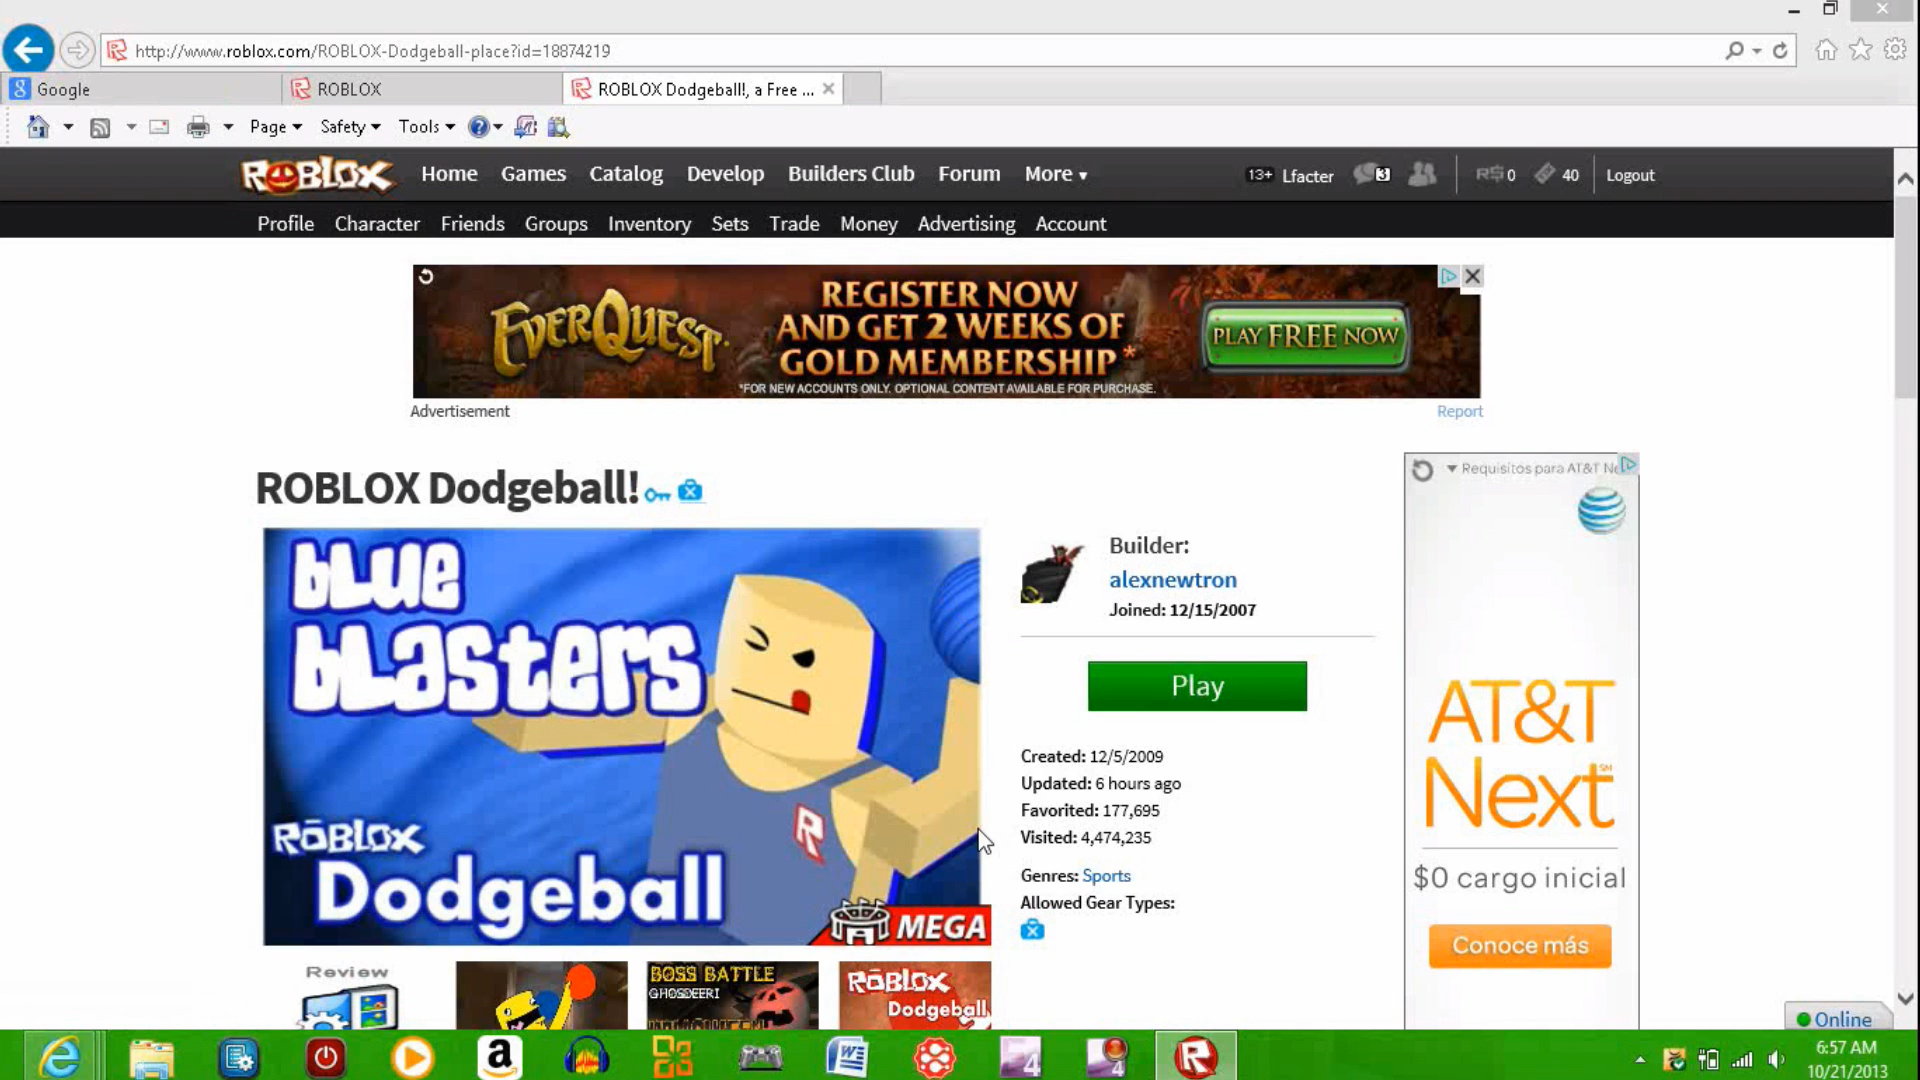 http://www.roblox.com/ROBLOX-Dodgeball-place?id=18874219
Google
ROBLOX
ROBLOX Dodgeball!, a Free ...
Page
Safety
Tools
ROBLOX
Home
Games
Catalog
Develop
Builders Club
Forum
More
13+
Lfacter
3
R$ 0
40
Logout
Profile
Character
Friends
Groups
Inventory
Sets
Trade
Money
Advertising
Account
EVERQUEST
REGISTER NOW
AND GET 2 WEEKS OF
GOLD MEMBERSHIP*
*FOR NEW ACCOUNTS ONLY. OPTIONAL CONTENT AVAILABLE FOR PURCHASE.
PLAY FREE NOW
Advertisement
Report
ROBLOX Dodgeball!
blue
blasters
R
RŌBLOX
Dodgeball
MEGA
Builder:
alexnewtron
Joined: 12/15/2007
Play
Created: 12/5/2009
Updated: 6 hours ago
Favorited: 177,695
Visited: 4,474,235
Genres: Sports
Allowed Gear Types:
Requisitos para AT&T Ne
AT&T
Next℠
$0 cargo inicial
Conoce más
Review
BOSS BATTLE
GHOSDEERI
RŌBLOX
Dodgeball
Online
6:57 AM
10/21/2013